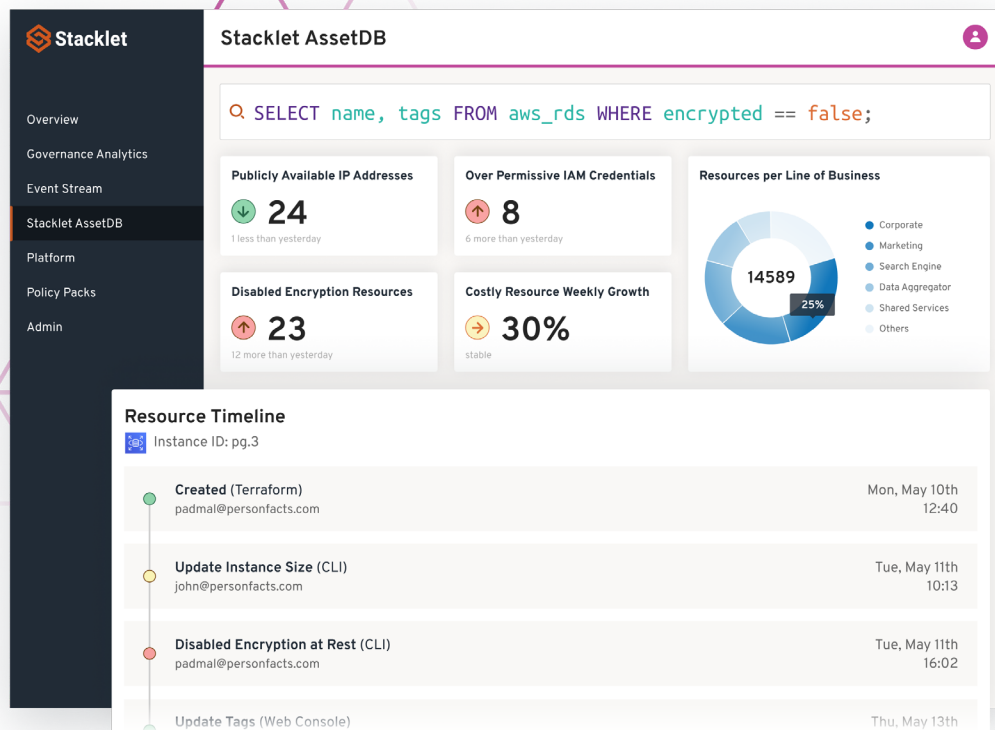 Stacklet
Stacklet AssetDB
Overview
Governance Analytics
Event Stream
Stacklet AssetDB
Platform
Policy Packs
Admin
SELECT name, tags FROM aws_rds WHERE encrypted == false;
Publicly Available IP Addresses
24
1 less than yesterday
Over Permissive IAM Credentials
8
6 more than yesterday
Disabled Encryption Resources
23
12 more than yesterday
Costly Resource Weekly Growth
30%
stable
Resources per Line of Business
14589
25%
Corporate
Marketing
Search Engine
Data Aggregator
Shared Services
Others
Resource Timeline
Instance ID: pg.3
Created (Terraform)
padmal@personfacts.com
Mon, May 10th
12:40
Update Instance Size (CLI)
john@personfacts.com
Tue, May 11th
10:13
Disabled Encryption at Rest (CLI)
padmal@personfacts.com
Tue, May 11th
16:02
Update Tags (Web Console)
Thu, May 13th